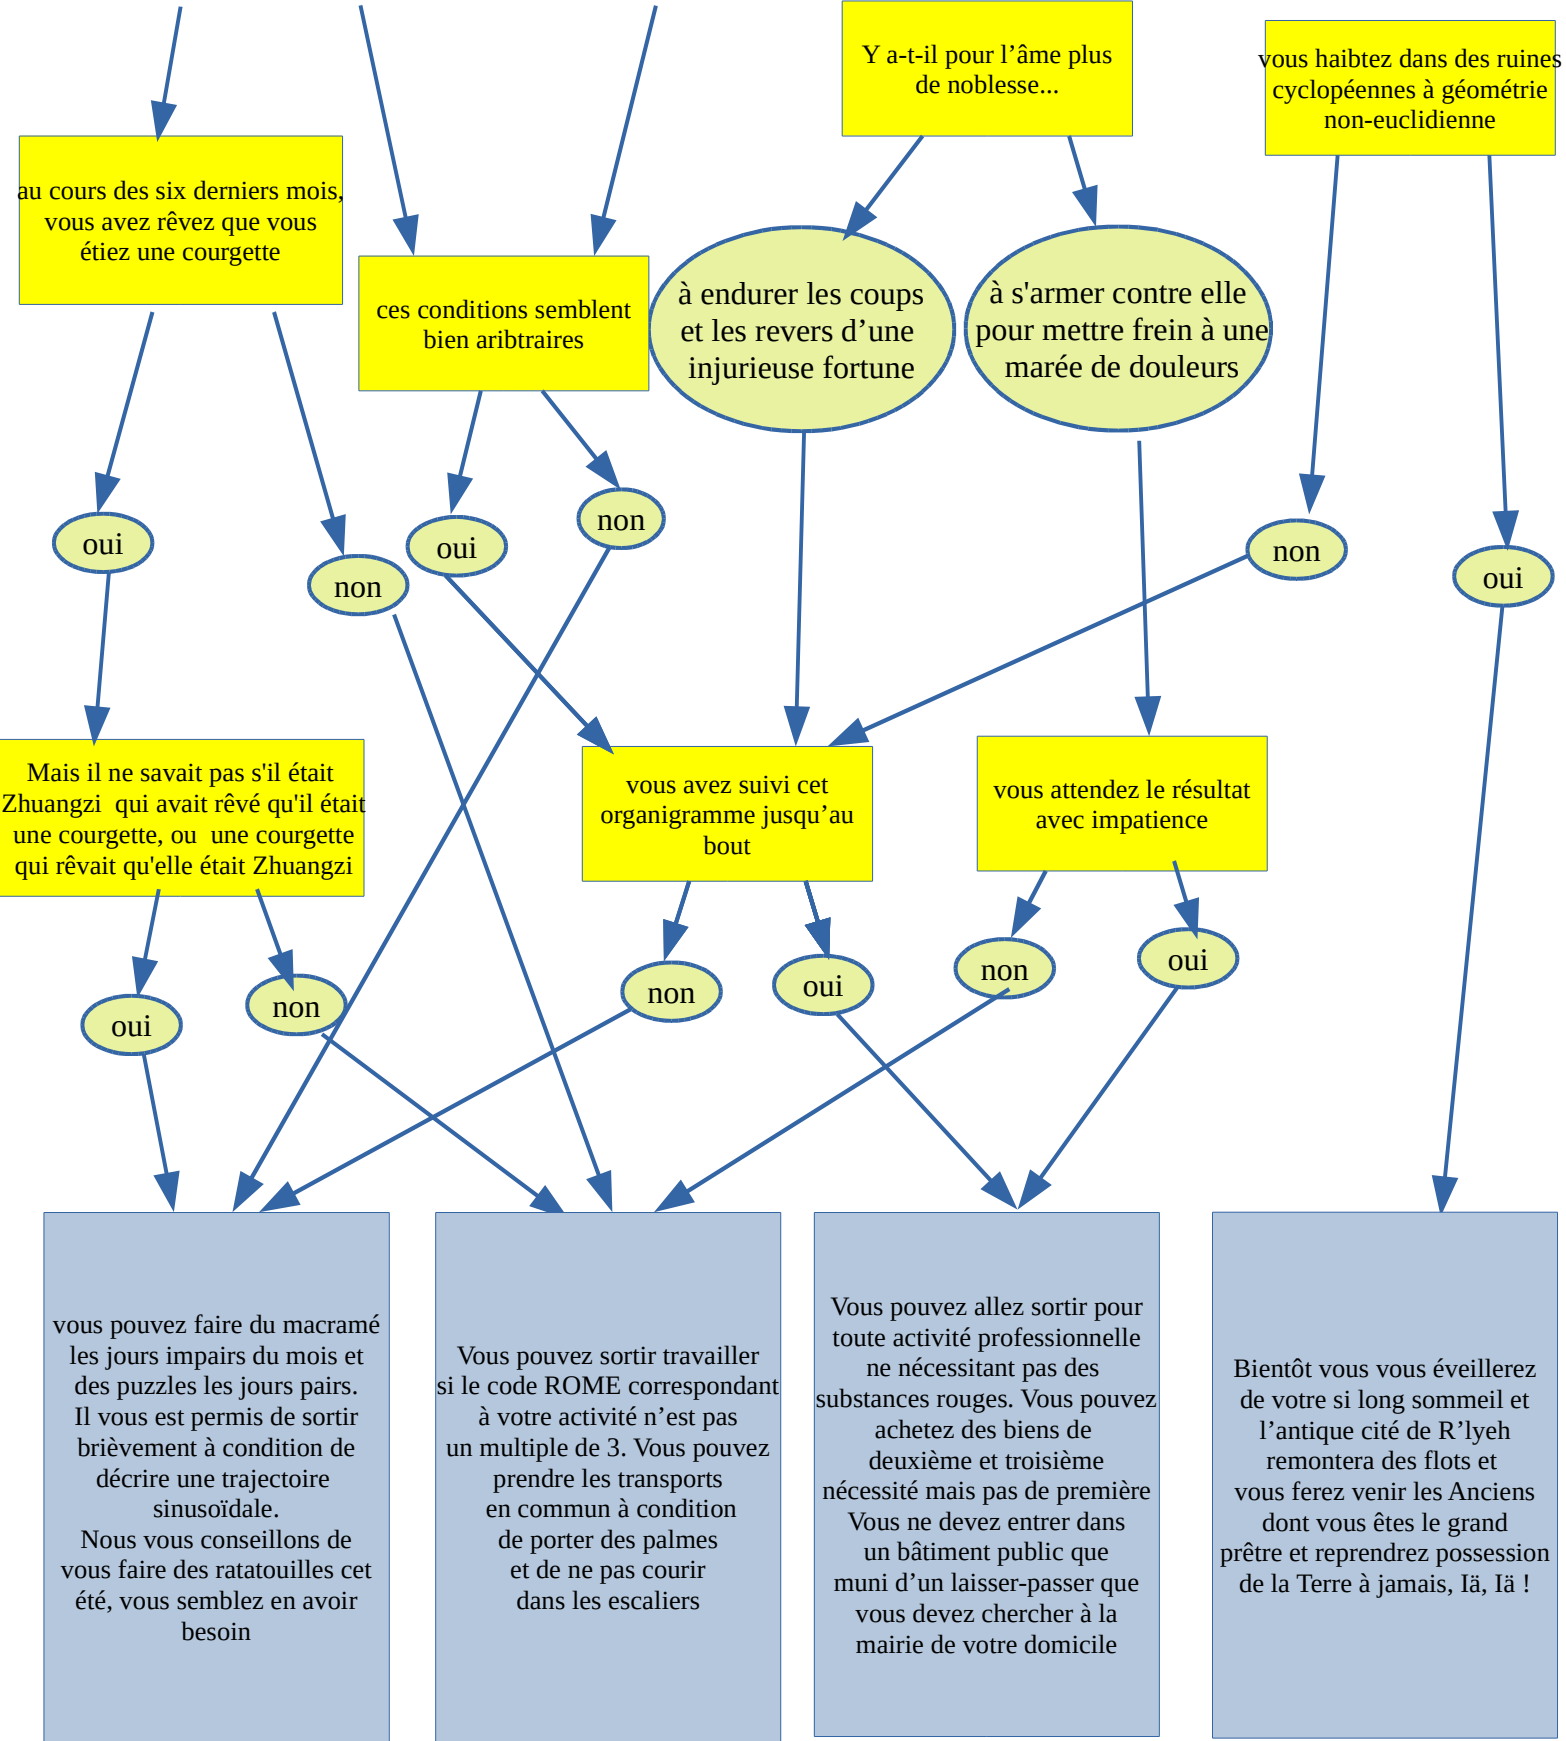 Y a-t-il pour l’âme plus
de noblesse...
vous haibtez dans des ruines
cyclopéennes à géométrie
non-euclidienne
au cours des six derniers mois,
vous avez rêvez que vous
étiez une courgette
ces conditions semblent
bien aribtraires
à endurer les coups
et les revers d’une
injurieuse fortune
à s'armer contre elle
pour mettre frein à une
marée de douleurs
oui
non
oui
non
non
oui
Mais il ne savait pas s'il était
Zhuangzi  qui avait rêvé qu'il était
une courgette, ou  une courgette
qui rêvait qu'elle était Zhuangzi
vous avez suivi cet
organigramme jusqu’au
bout
vous attendez le résultat
avec impatience
oui
non
non
oui
non
oui
vous pouvez faire du macramé
les jours impairs du mois et
des puzzles les jours pairs.
Il vous est permis de sortir
brièvement à condition de
décrire une trajectoire
sinusoïdale.
Nous vous conseillons de
vous faire des ratatouilles cet
été, vous semblez en avoir
besoin
Vous pouvez sortir travailler
si le code ROME correspondant
à votre activité n’est pas
un multiple de 3. Vous pouvez
prendre les transports
en commun à condition
de porter des palmes
et de ne pas courir
dans les escaliers
Vous pouvez allez sortir pour
toute activité professionnelle
ne nécessitant pas des
substances rouges. Vous pouvez
achetez des biens de
deuxième et troisième
nécessité mais pas de première
Vous ne devez entrer dans
un bâtiment public que
muni d’un laisser-passer que
vous devez chercher à la
mairie de votre domicile
Bientôt vous vous éveillerez
de votre si long sommeil et
l’antique cité de R’lyeh
remontera des flots et
vous ferez venir les Anciens
dont vous êtes le grand
prêtre et reprendrez possession
de la Terre à jamais, Iä, Iä !